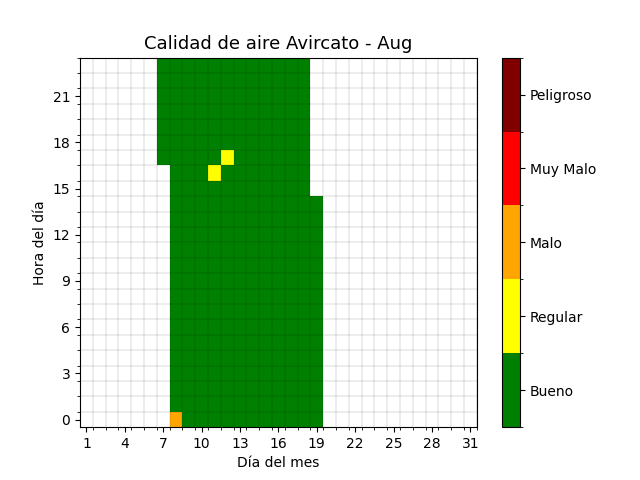 Calidad de aire Avircato - Aug
Hora del día
21
18
15
12
9
6
3
0
1 4 7 10 13 16 19 22 25 28 31
Día del mes
Peligroso
Muy Malo
Malo
Regular
Bueno